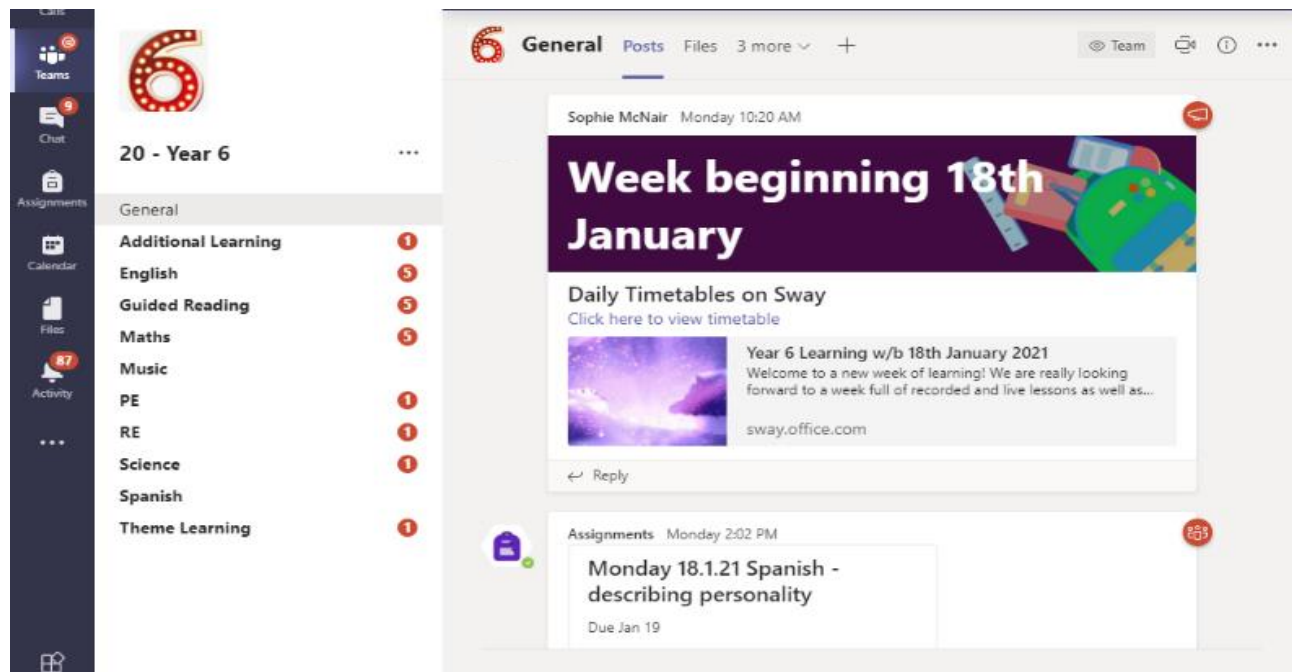 Calls
Teams
9
Chat
Assignments
Calendar
Files
87
Activity
6
20 - Year 6
General
Additional Learning 1
English 5
Guided Reading 5
Maths 5
Music
PE 1
RE 1
Science 1
Spanish
Theme Learning 1
6 General Posts Files 3 more + Team
Sophie McNair Monday 10:20 AM
Week beginning 18th
January
Daily Timetables on Sway
Click here to view timetable
Year 6 Learning w/b 18th January 2021
Welcome to a new week of learning! We are really looking
forward to a week full of recorded and live lessons as well as...
sway.office.com
Reply
Assignments Monday 2:02 PM
Monday 18.1.21 Spanish -
describing personality
Due Jan 19